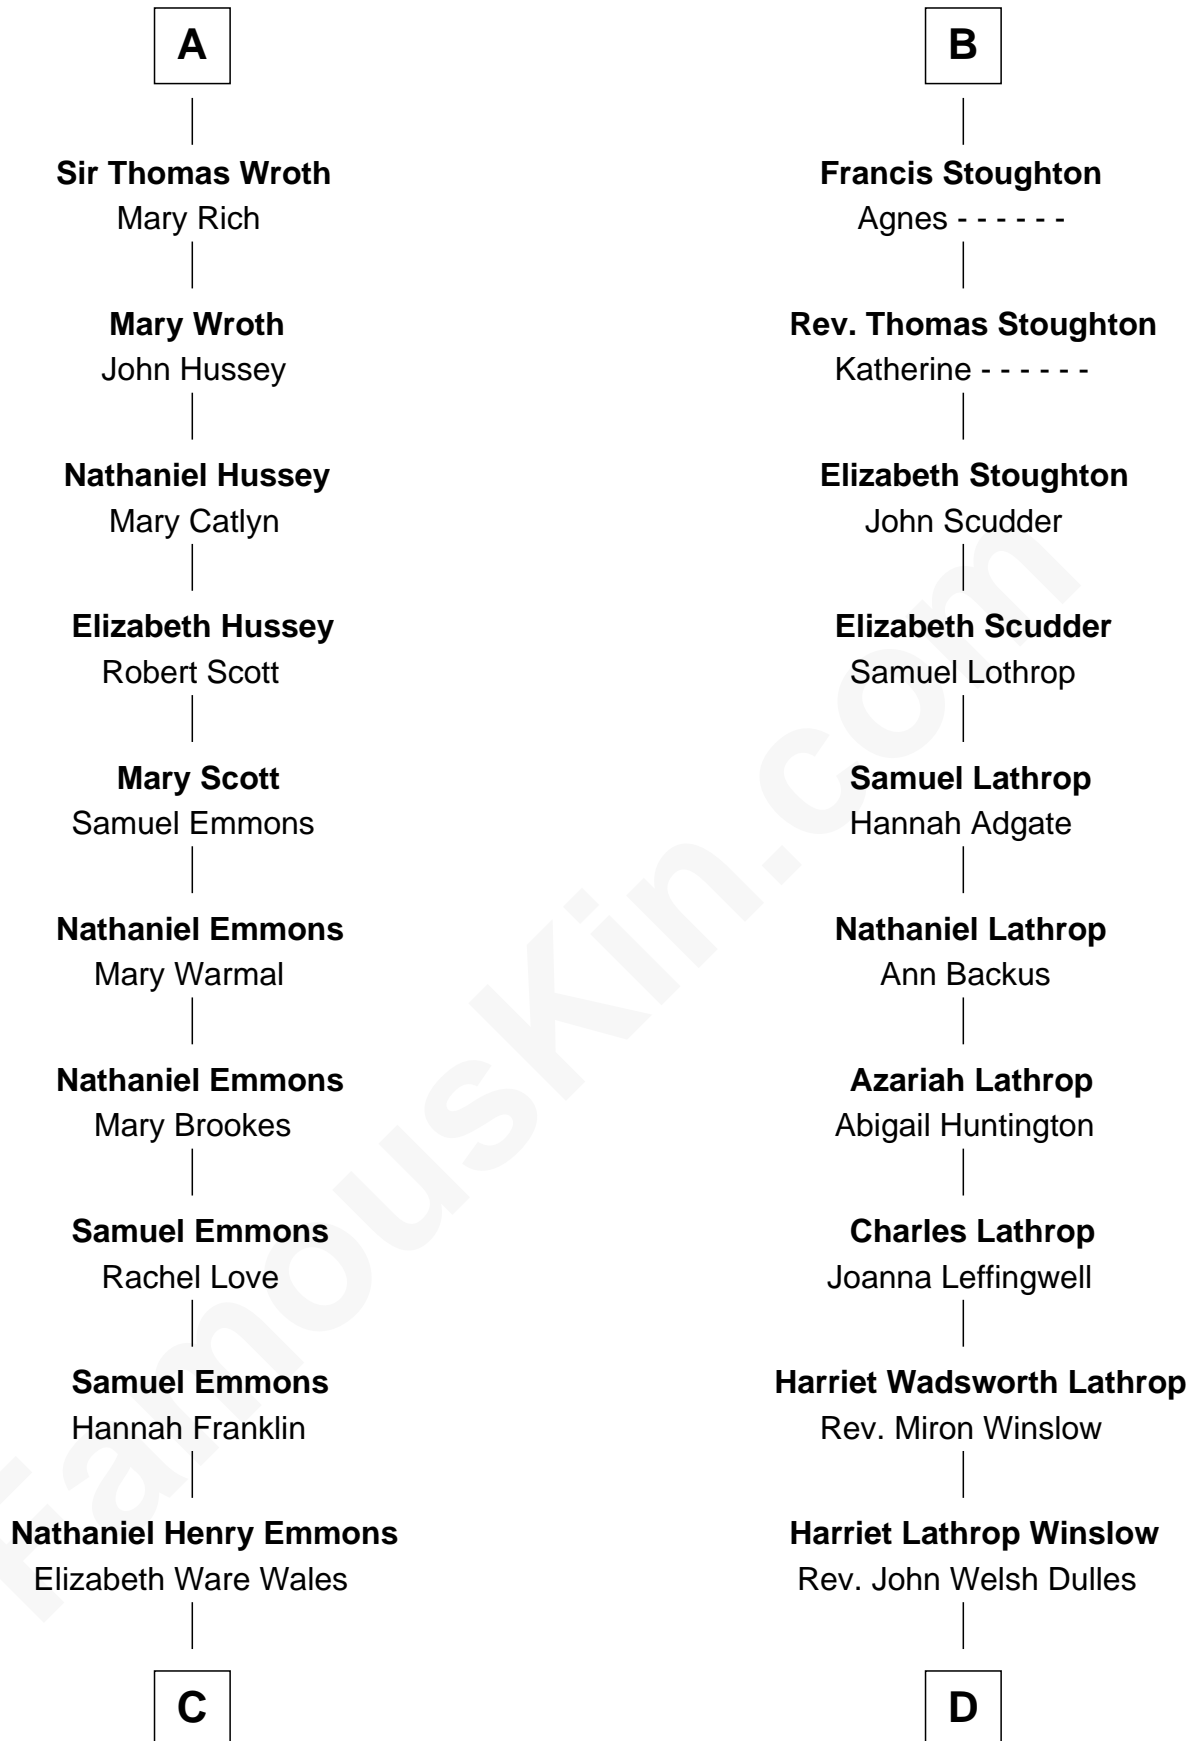 A
Sir Thomas Wroth
Mary Rich
Mary Wroth
John Hussey
Nathaniel Hussey
Mary Catlyn
Elizabeth Hussey
Robert Scott
Mary Scott
Samuel Emmons
Nathaniel Emmons
Mary Warmal
Nathaniel Emmons
Mary Brookes
Samuel Emmons
Rachel Love
Samuel Emmons
Hannah Franklin
Nathaniel Henry Emmons
Elizabeth Ware Wales
C
B
Francis Stoughton
Agnes - - - - - -
Rev. Thomas Stoughton
Katherine - - - - - -
Elizabeth Stoughton
John Scudder
Elizabeth Scudder
Samuel Lothrop
Samuel Lathrop
Hannah Adgate
Nathaniel Lathrop
Ann Backus
Azariah Lathrop
Abigail Huntington
Charles Lathrop
Joanna Leffingwell
Harriet Wadsworth Lathrop
Rev. Miron Winslow
Harriet Lathrop Winslow
Rev. John Welsh Dulles
D
FamousKin.com